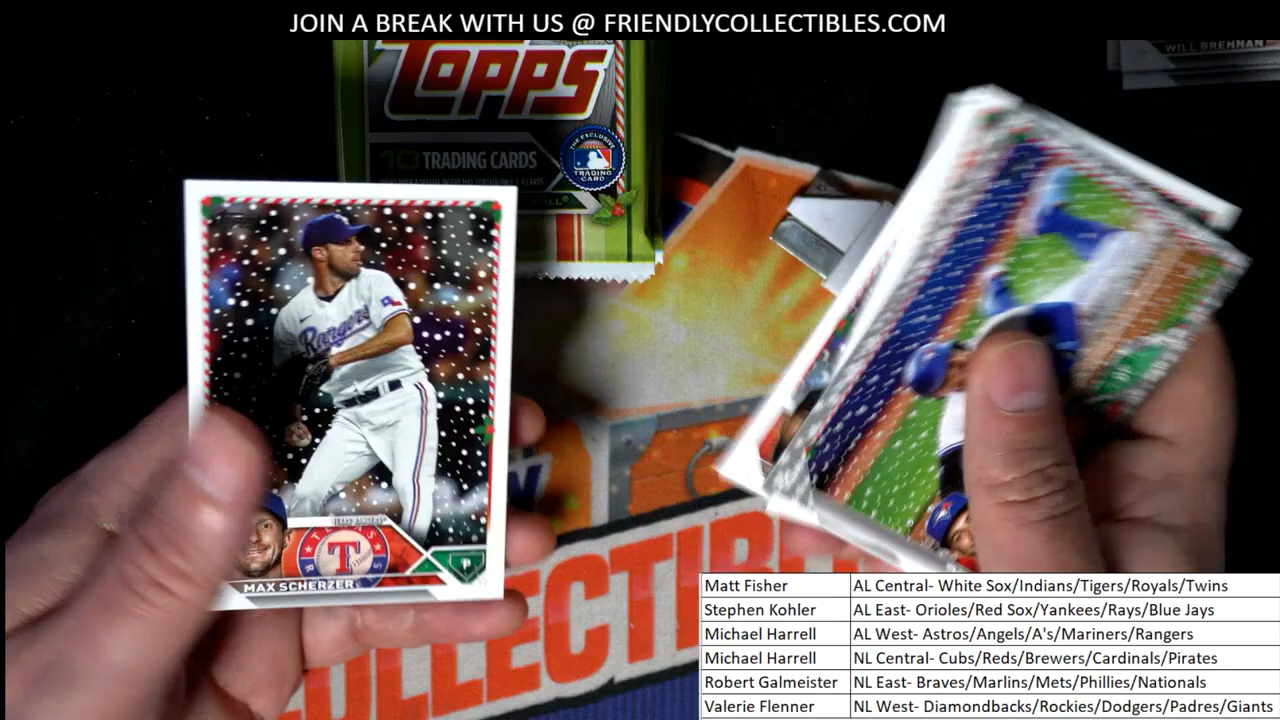 JOIN A BREAK WITH US @ FRIENDLYCOLLECTIBLES.COM
WILL BRENNAN
TOPPS
THE EXCLUSIVE
TRADING CARD
10 TRADING CARDS
Rangers
TEXAS RANGERS
TEXAS
T
MAX SCHERZER
P
COLLECTIB
Matt Fisher AL Central- White Sox/Indians/Tigers/Royals/Twins
Stephen Kohler AL East- Orioles/Red Sox/Yankees/Rays/Blue Jays
Michael Harrell AL West- Astros/Angels/A's/Mariners/Rangers
Michael Harrell NL Central- Cubs/Reds/Brewers/Cardinals/Pirates
Robert Galmeister NL East- Braves/Marlins/Mets/Phillies/Nationals
Valerie Flenner NL West- Diamondbacks/Rockies/Dodgers/Padres/Giants